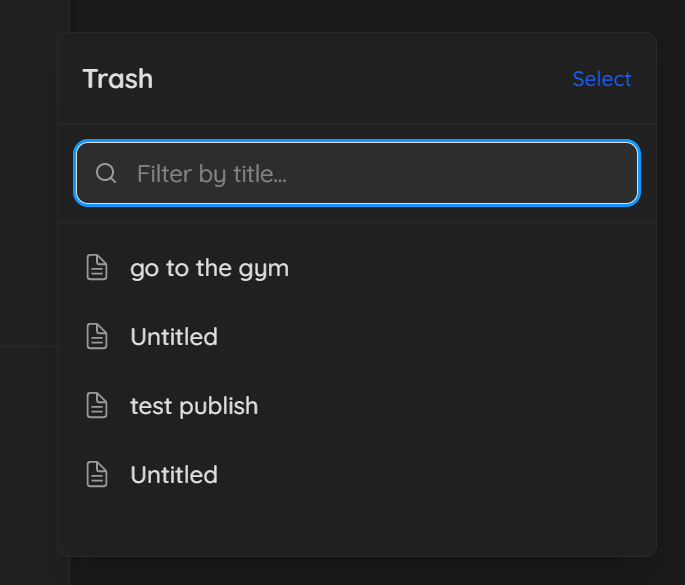 Trash
Select
Filter by title...
go to the gym
Untitled
test publish
Untitled